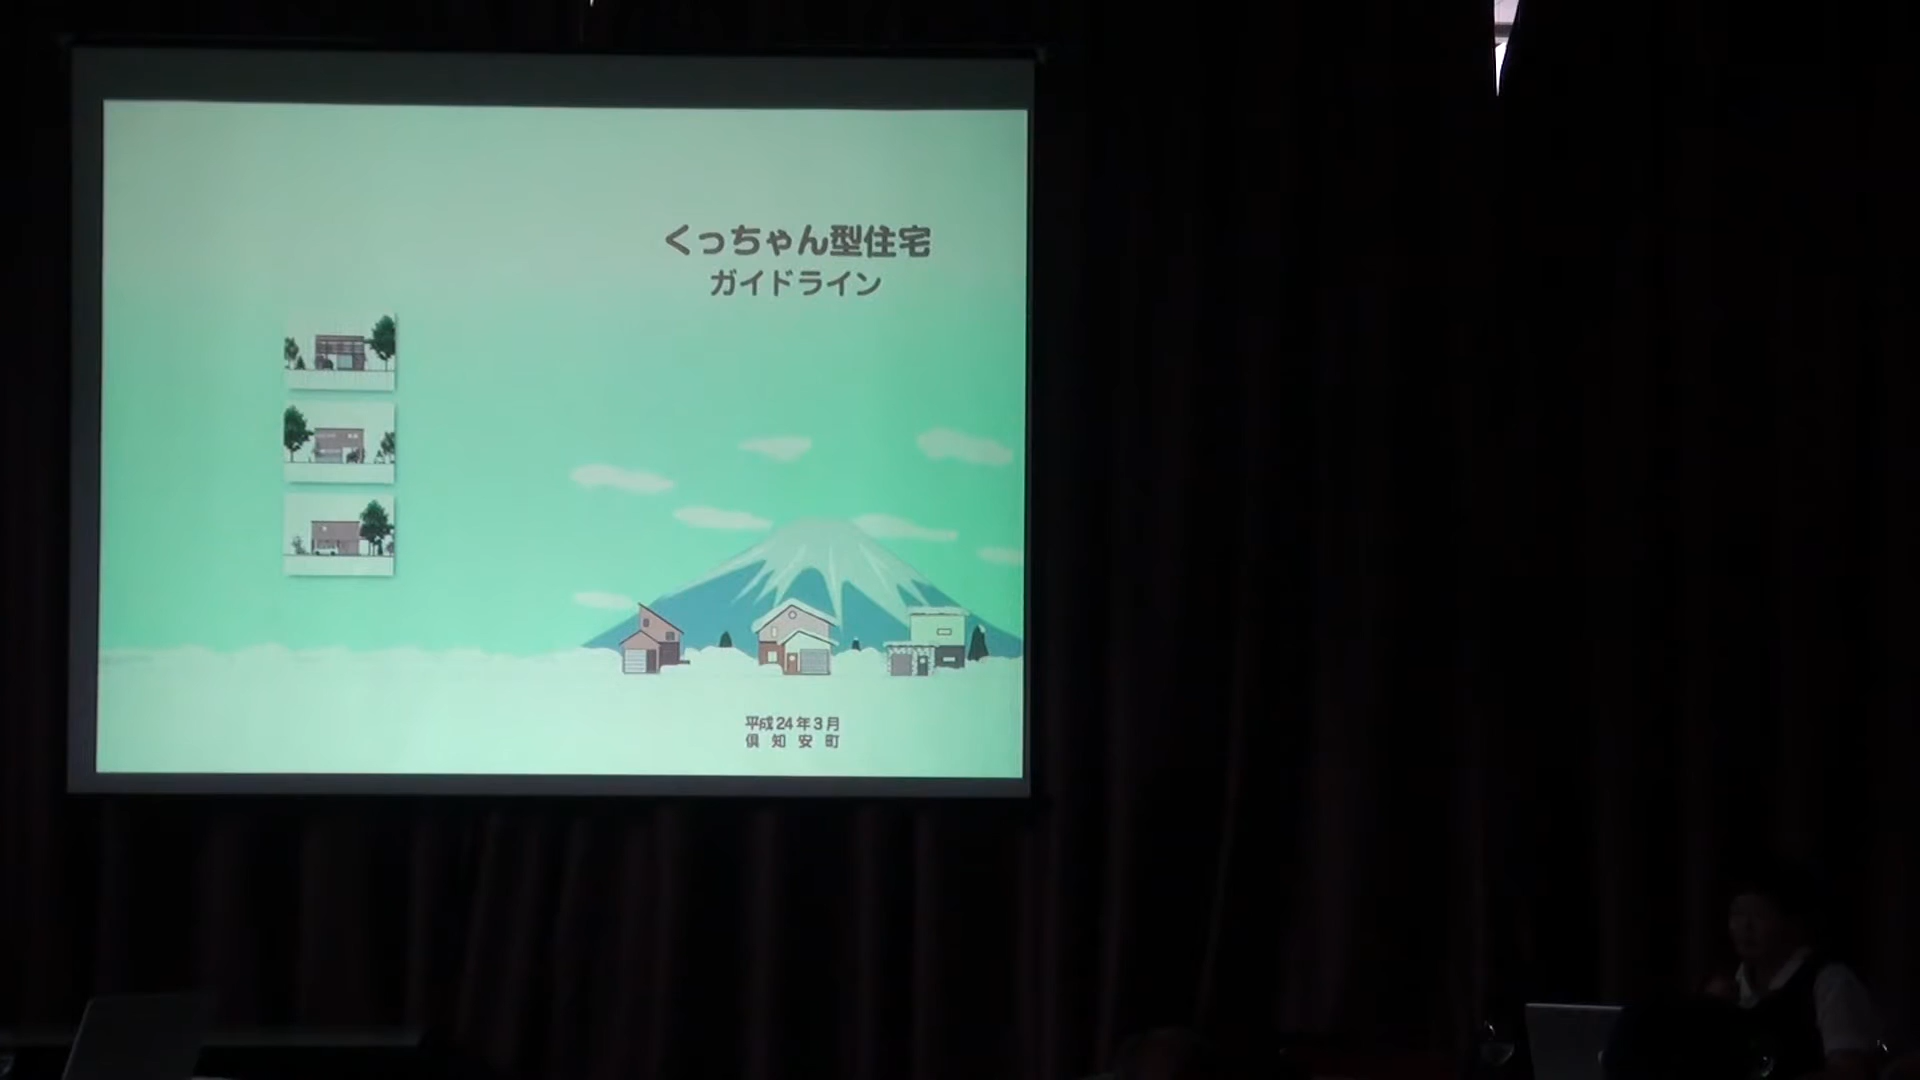 くっちゃん型住宅
ガイドライン
平成24年3月
倶知安町